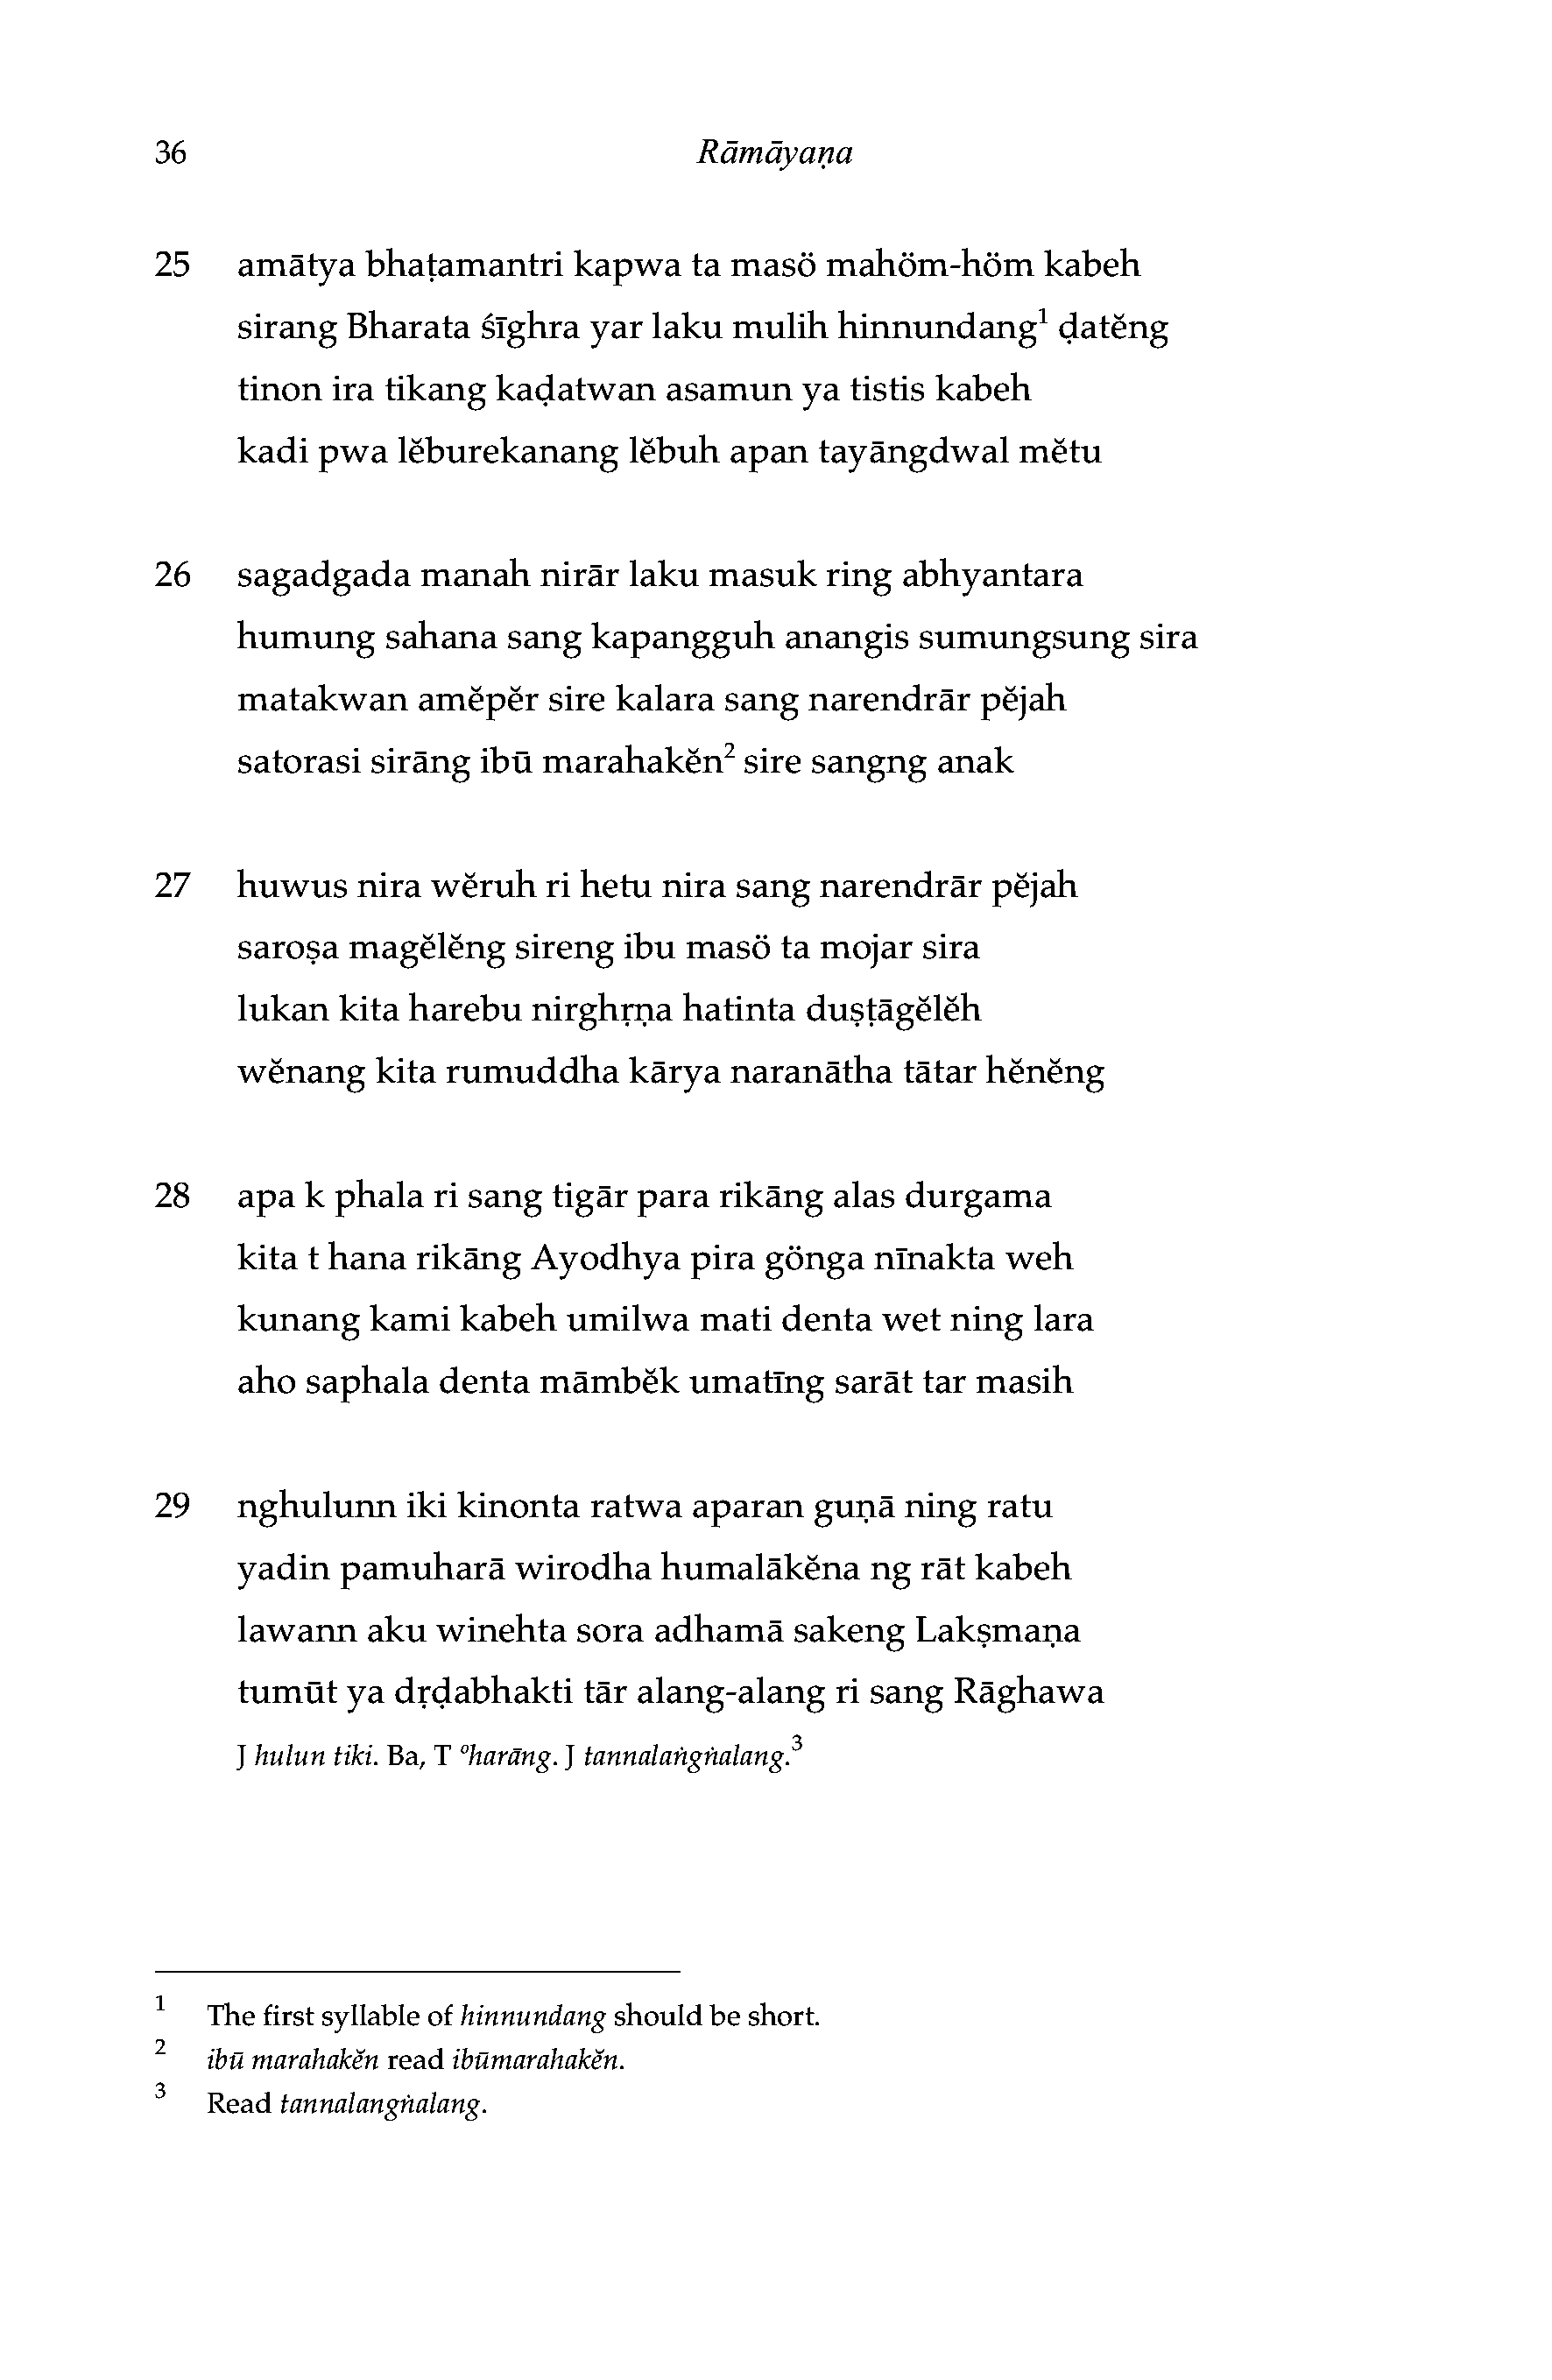 36 Rāmāyaṇa
25 amātya bhaṭamantri kapwa ta masö mahöm-höm kabeh
sirang Bharata śīghra yar laku mulih hinnundang¹ ḍatĕng
tinon ira tikang kaḍatwan asamun ya tistis kabeh
kadi pwa lĕburekanang lĕbuh apan tayāngdwal mĕtu
26 sagadgada manah nirār laku masuk ring abhyantara
humung sahana sang kapangguh anangis sumungsung sira
matakwan amĕpĕr sire kalara sang narendrār pĕjah
satorasi sirāng ibū marahakĕn² sire sangng anak
27 huwus nira wĕruh ri hetu nira sang narendrār pĕjah
saroṣa magĕlĕng sireng ibu masö ta mojar sira
lukan kita harebu nirghṛṇa hatinta duṣṭāgĕlĕh
wĕnang kita rumuddha kārya naranātha tātar hĕnĕng
28 apa k phala ri sang tigār para rikāng alas durgama
kita t hana rikāng Ayodhya pira gönga nīnakta weh
kunang kami kabeh umilwa mati denta wet ning lara
aho saphala denta māmbĕk umatīng sarāt tar masih
29 nghulunn iki kinonta ratwa aparan guṇā ning ratu
yadin pamuharā wirodha humalākĕna ng rāt kabeh
lawann aku winehta sora adhamā sakeng Lakṣmaṇa
tumūt ya dṛḍabhakti tār alang-alang ri sang Rāghawa
J hulun tiki. Ba, T °harāng. J tannalaṅgṅalang.³
1 The first syllable of hinnundang should be short.
2 ibū marahakĕn read ibūmarahakĕn.
3 Read tannalangṅalang.